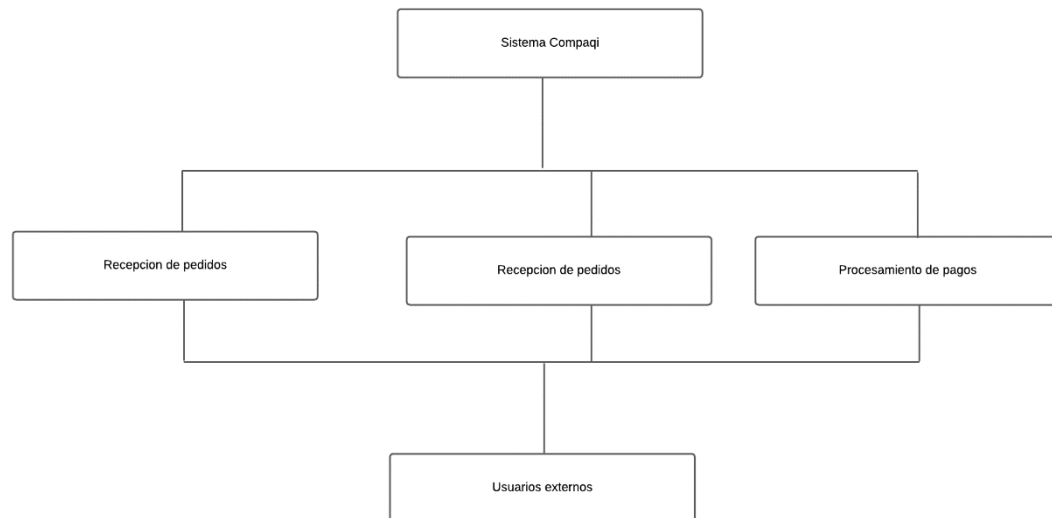 Sistema Compaqi
Recepcion de pedidos
Recepcion de pedidos
Procesamiento de pagos
Usuarios externos